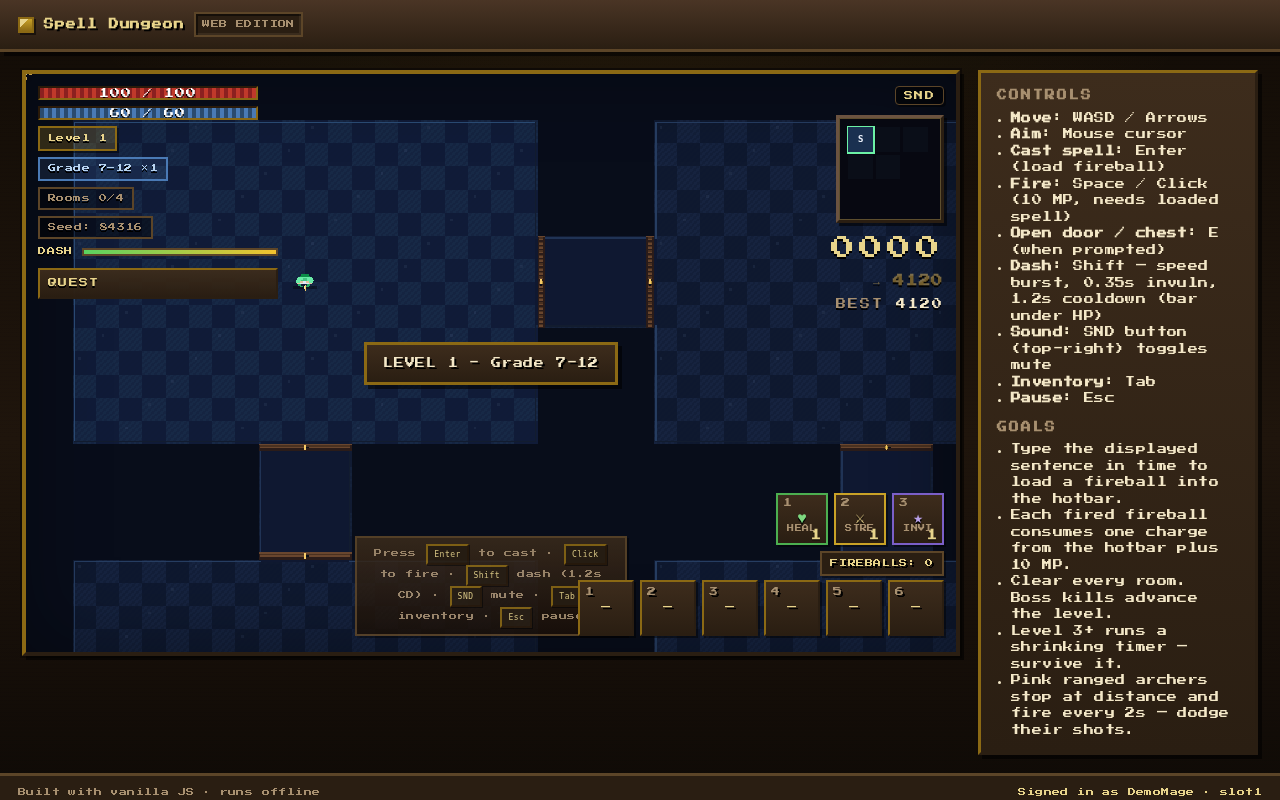 Spell Dungeon WEB EDITION
100 / 100
60 / 60
Level 1
Grade 7-12 ×1
Rooms 0/4
Seed: 84316
DASH
QUEST
SND
S
0000
4120
BEST 4120
LEVEL 1 - Grade 7-12
1 HEAL 1
2 STRE 1
3 INVI 1
FIREBALLS: 0
Press Enter to cast · Click
to fire · Shift dash (1.2s
CD) · SND mute · Tab
inventory · Esc pause
1 — 2 — 3 — 4 — 5 — 6 —
CONTROLS
. Move: WASD / Arrows
. Aim: Mouse cursor
. Cast spell: Enter
(load fireball)
. Fire: Space / Click
(10 MP, needs loaded
spell)
. Open door / chest: E
(when prompted)
. Dash: Shift — speed
burst, 0.35s invuln,
1.2s cooldown (bar
under HP)
. Sound: SND button
(top-right) toggles
mute
. Inventory: Tab
. Pause: Esc
GOALS
. Type the displayed
sentence in time to
load a fireball into
the hotbar.
. Each fired fireball
consumes one charge
from the hotbar plus
10 MP.
. Clear every room.
Boss kills advance
the level.
. Level 3+ runs a
shrinking timer —
survive it.
. Pink ranged archers
stop at distance and
fire every 2s — dodge
their shots.
Built with vanilla JS · runs offline
Signed in as DemoMage · slot1